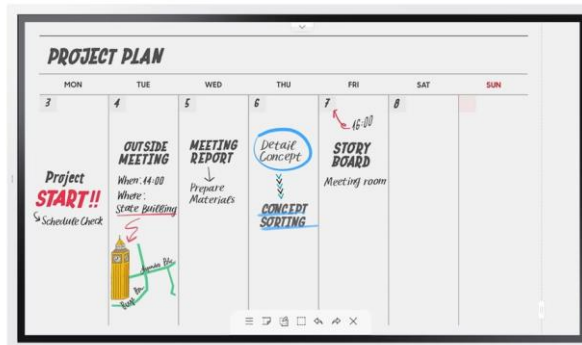 PROJECT PLAN
MON TUE WED THU FRI SAT SUN
3 4 5 6 7 8
16:00
Project
START!!
Schedule Check
OUTSIDE
MEETING
When: 14:00
Where:
State Building
MEETING
REPORT
Prepare
Materials
Detail
Concept
CONCEPT
SORTING
STORY
BOARD
Meeting room